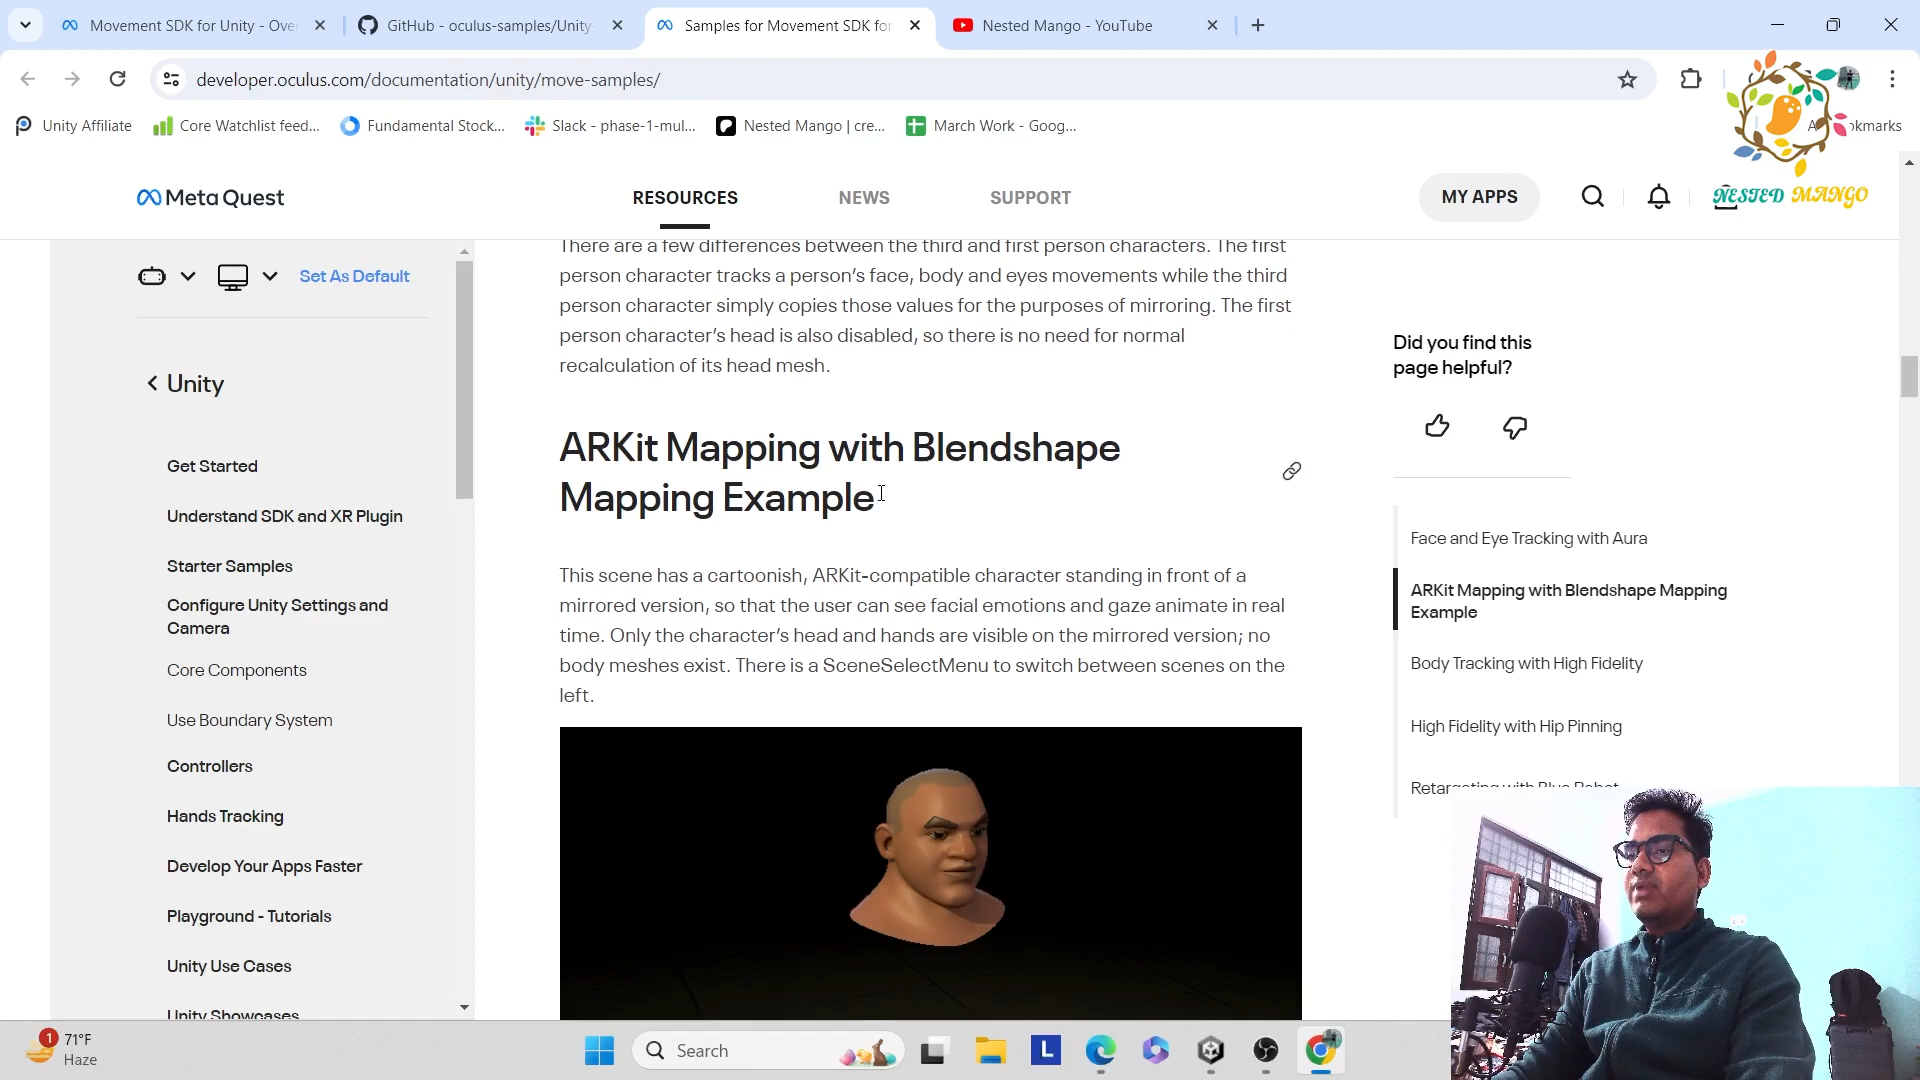 Movement SDK for Unity - Ove
GitHub - oculus-samples/Unity-
Samples for Movement SDK for
Nested Mango - YouTube
developer.oculus.com/documentation/unity/move-samples/
Unity Affiliate
Core Watchlist feed...
Fundamental Stock...
Slack - phase-1-mul...
Nested Mango | cre...
March Work - Goog...
NESTED MANGO
Meta Quest
RESOURCES
NEWS
SUPPORT
MY APPS
Set As Default
Unity
Get Started
Understand SDK and XR Plugin
Starter Samples
Configure Unity Settings and
Camera
Core Components
Use Boundary System
Controllers
Hands Tracking
Develop Your Apps Faster
Playground - Tutorials
Unity Use Cases
Unity Showcases
There are a few differences between the third and first person characters. The first
person character tracks a person's face, body and eyes movements while the third
person character simply copies those values for the purposes of mirroring. The first
person character's head is also disabled, so there is no need for normal
recalculation of its head mesh.
ARKit Mapping with Blendshape
Mapping Example
This scene has a cartoonish, ARKit-compatible character standing in front of a
mirrored version, so that the user can see facial emotions and gaze animate in real
time. Only the character's head and hands are visible on the mirrored version; no
body meshes exist. There is a SceneSelectMenu to switch between scenes on the
left.
Did you find this
page helpful?
Face and Eye Tracking with Aura
ARKit Mapping with Blendshape Mapping
Example
Body Tracking with High Fidelity
High Fidelity with Hip Pinning
Retargeting with Blue Robot
1
71°F
Haze
Search
L